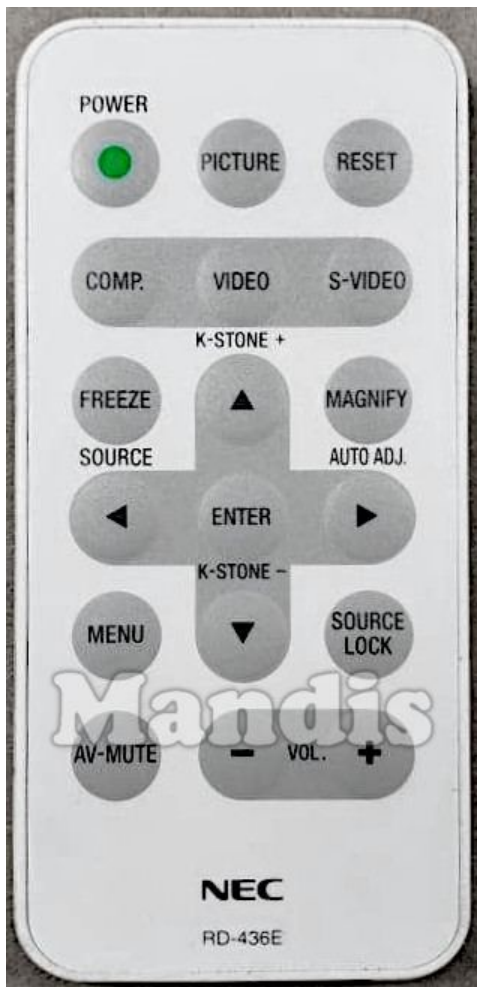 POWER
PICTURE
RESET
COMP.
VIDEO
S-VIDEO
K-STONE +
FREEZE
MAGNIFY
SOURCE
AUTO ADJ.
ENTER
K-STONE −
MENU
SOURCE
LOCK
Mandis
AV-MUTE
− VOL. +
NEC
RD-436E